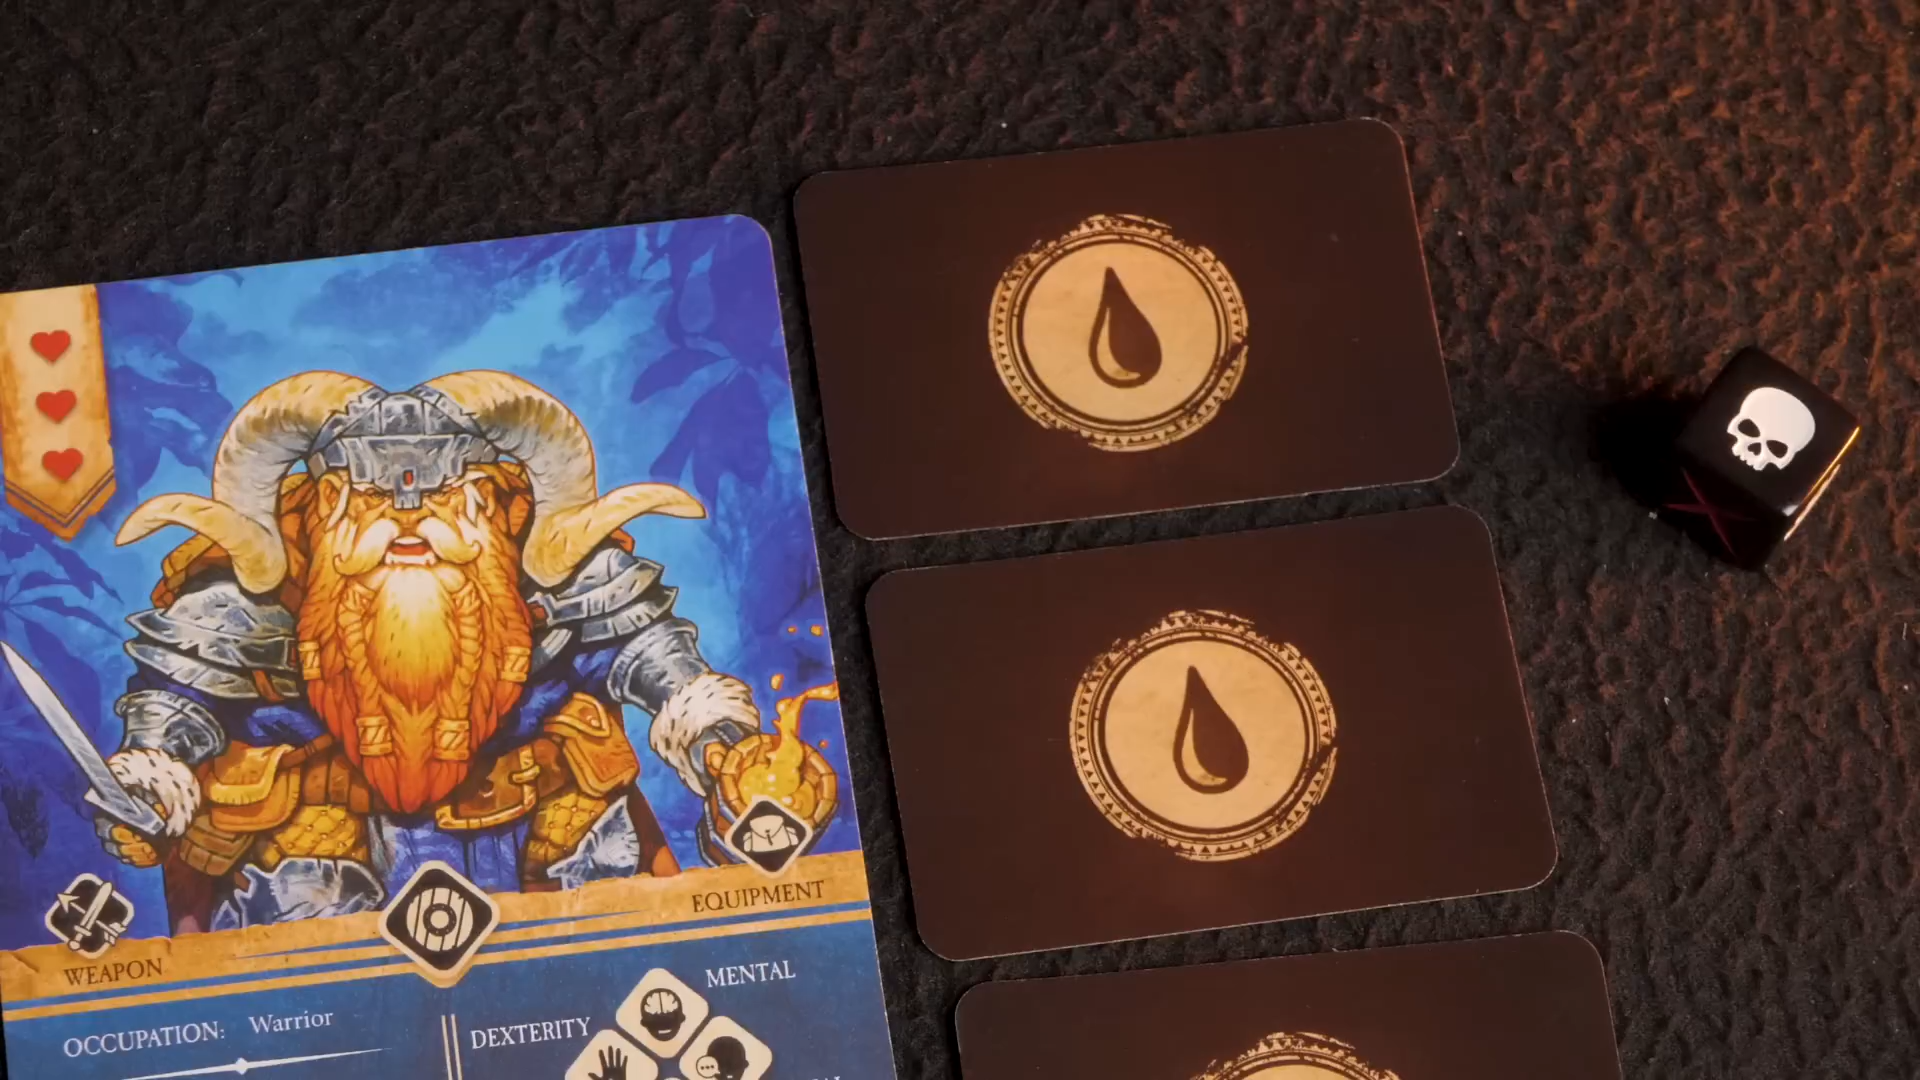 EQUIPMENT
WEAPON
MENTAL
OCCUPATION: Warrior
DEXTERITY